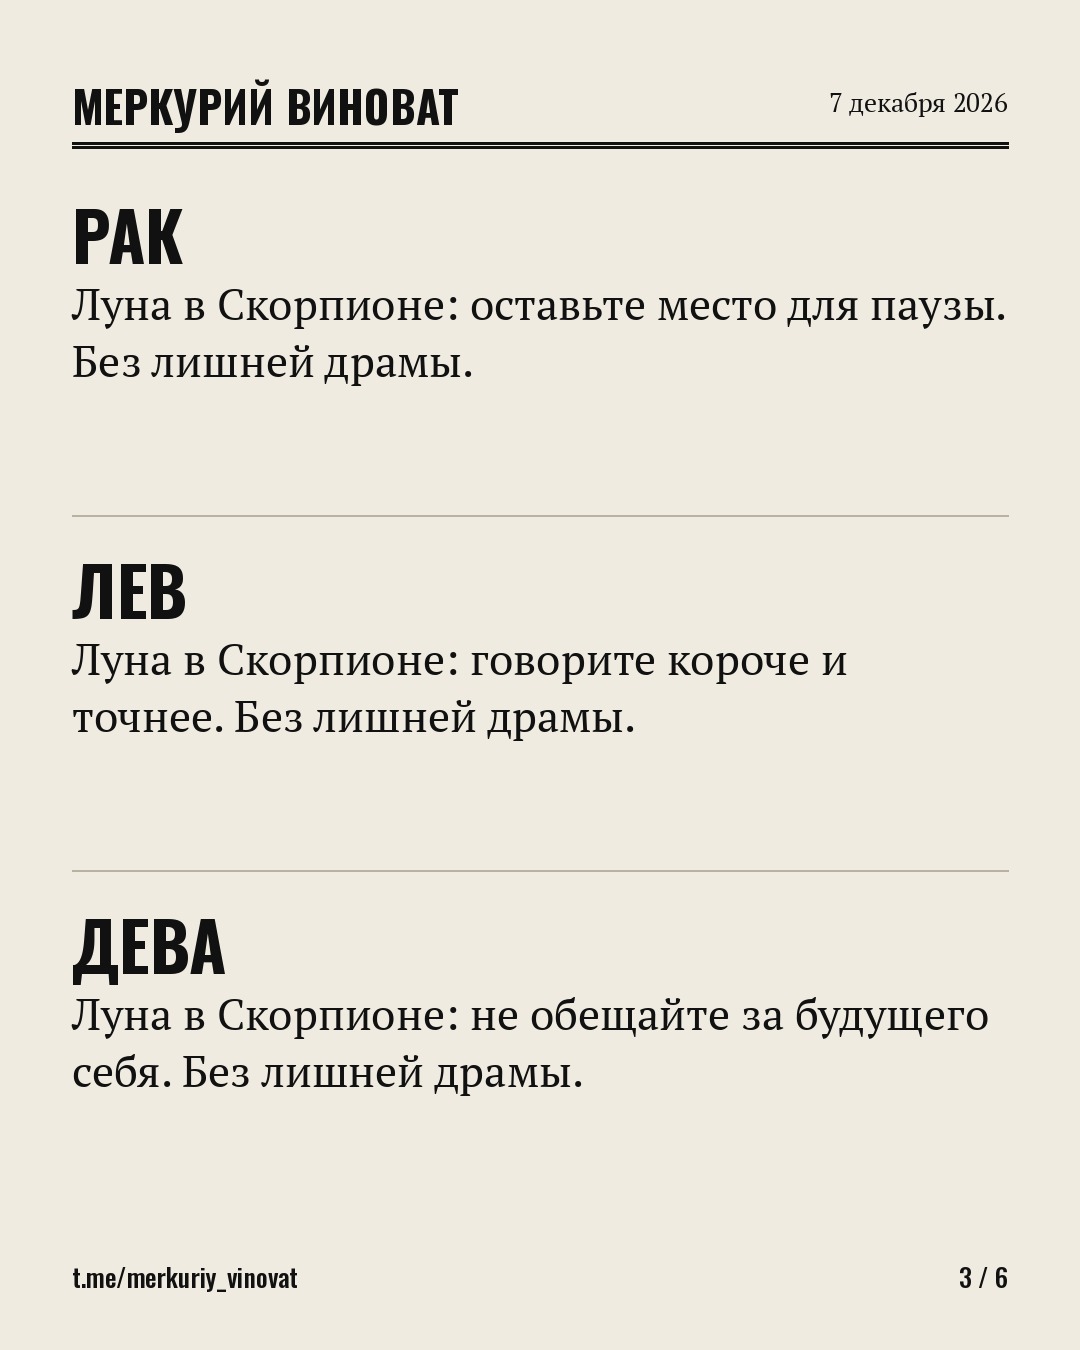 МЕРКУРИЙ ВИНОВАТ
7 декабря 2026
РАК
Луна в Скорпионе: оставьте место для паузы.
Без лишней драмы.
ЛЕВ
Луна в Скорпионе: говорите короче и
точнее. Без лишней драмы.
ДЕВА
Луна в Скорпионе: не обещайте за будущего
себя. Без лишней драмы.
t.me/merkuriy_vinovat
3 / 6